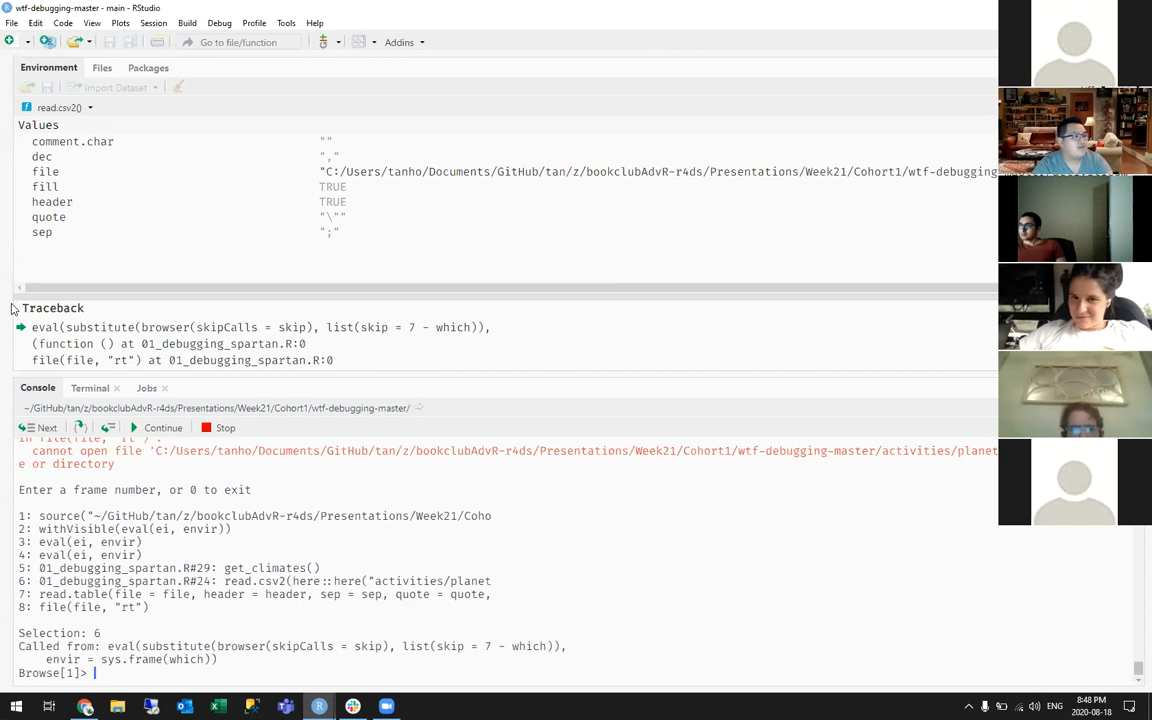 wtf-debugging-master - main - RStudio
File Edit Code View Plots Session Build Debug Profile Tools Help
Go to file/function Addins
Environment Files Packages
Import Dataset
read.csv2()
Values
comment.char ""
dec ","
file "C:/Users/tanho/Documents/GitHub/tan/z/bookclubAdvR-r4ds/Presentations/Week21/Cohort1/wtf-debugging-
fill TRUE
header TRUE
quote "\""
sep ";"
Traceback
eval(substitute(browser(skipCalls = skip), list(skip = 7 - which)),
(function () at 01_debugging_spartan.R:0
file(file, "rt") at 01_debugging_spartan.R:0
Console Terminal Jobs
~/GitHub/tan/z/bookclubAdvR-r4ds/Presentations/Week21/Cohort1/wtf-debugging-master/
Next Continue Stop
In file(file, "rt") :
cannot open file 'C:/Users/tanho/Documents/GitHub/tan/z/bookclubAdvR-r4ds/Presentations/Week21/Cohort1/wtf-debugging-master/activities/planet
e or directory
Enter a frame number, or 0 to exit
1: source("~/GitHub/tan/z/bookclubAdvR-r4ds/Presentations/Week21/Coho
2: withVisible(eval(ei, envir))
3: eval(ei, envir)
4: eval(ei, envir)
5: 01_debugging_spartan.R#29: get_climates()
6: 01_debugging_spartan.R#24: read.csv2(here::here("activities/planet
7: read.table(file = file, header = header, sep = sep, quote = quote,
8: file(file, "rt")
Selection: 6
Called from: eval(substitute(browser(skipCalls = skip), list(skip = 7 - which)),
envir = sys.frame(which))
Browse[1]>
ENG
8:48 PM
2020-08-18